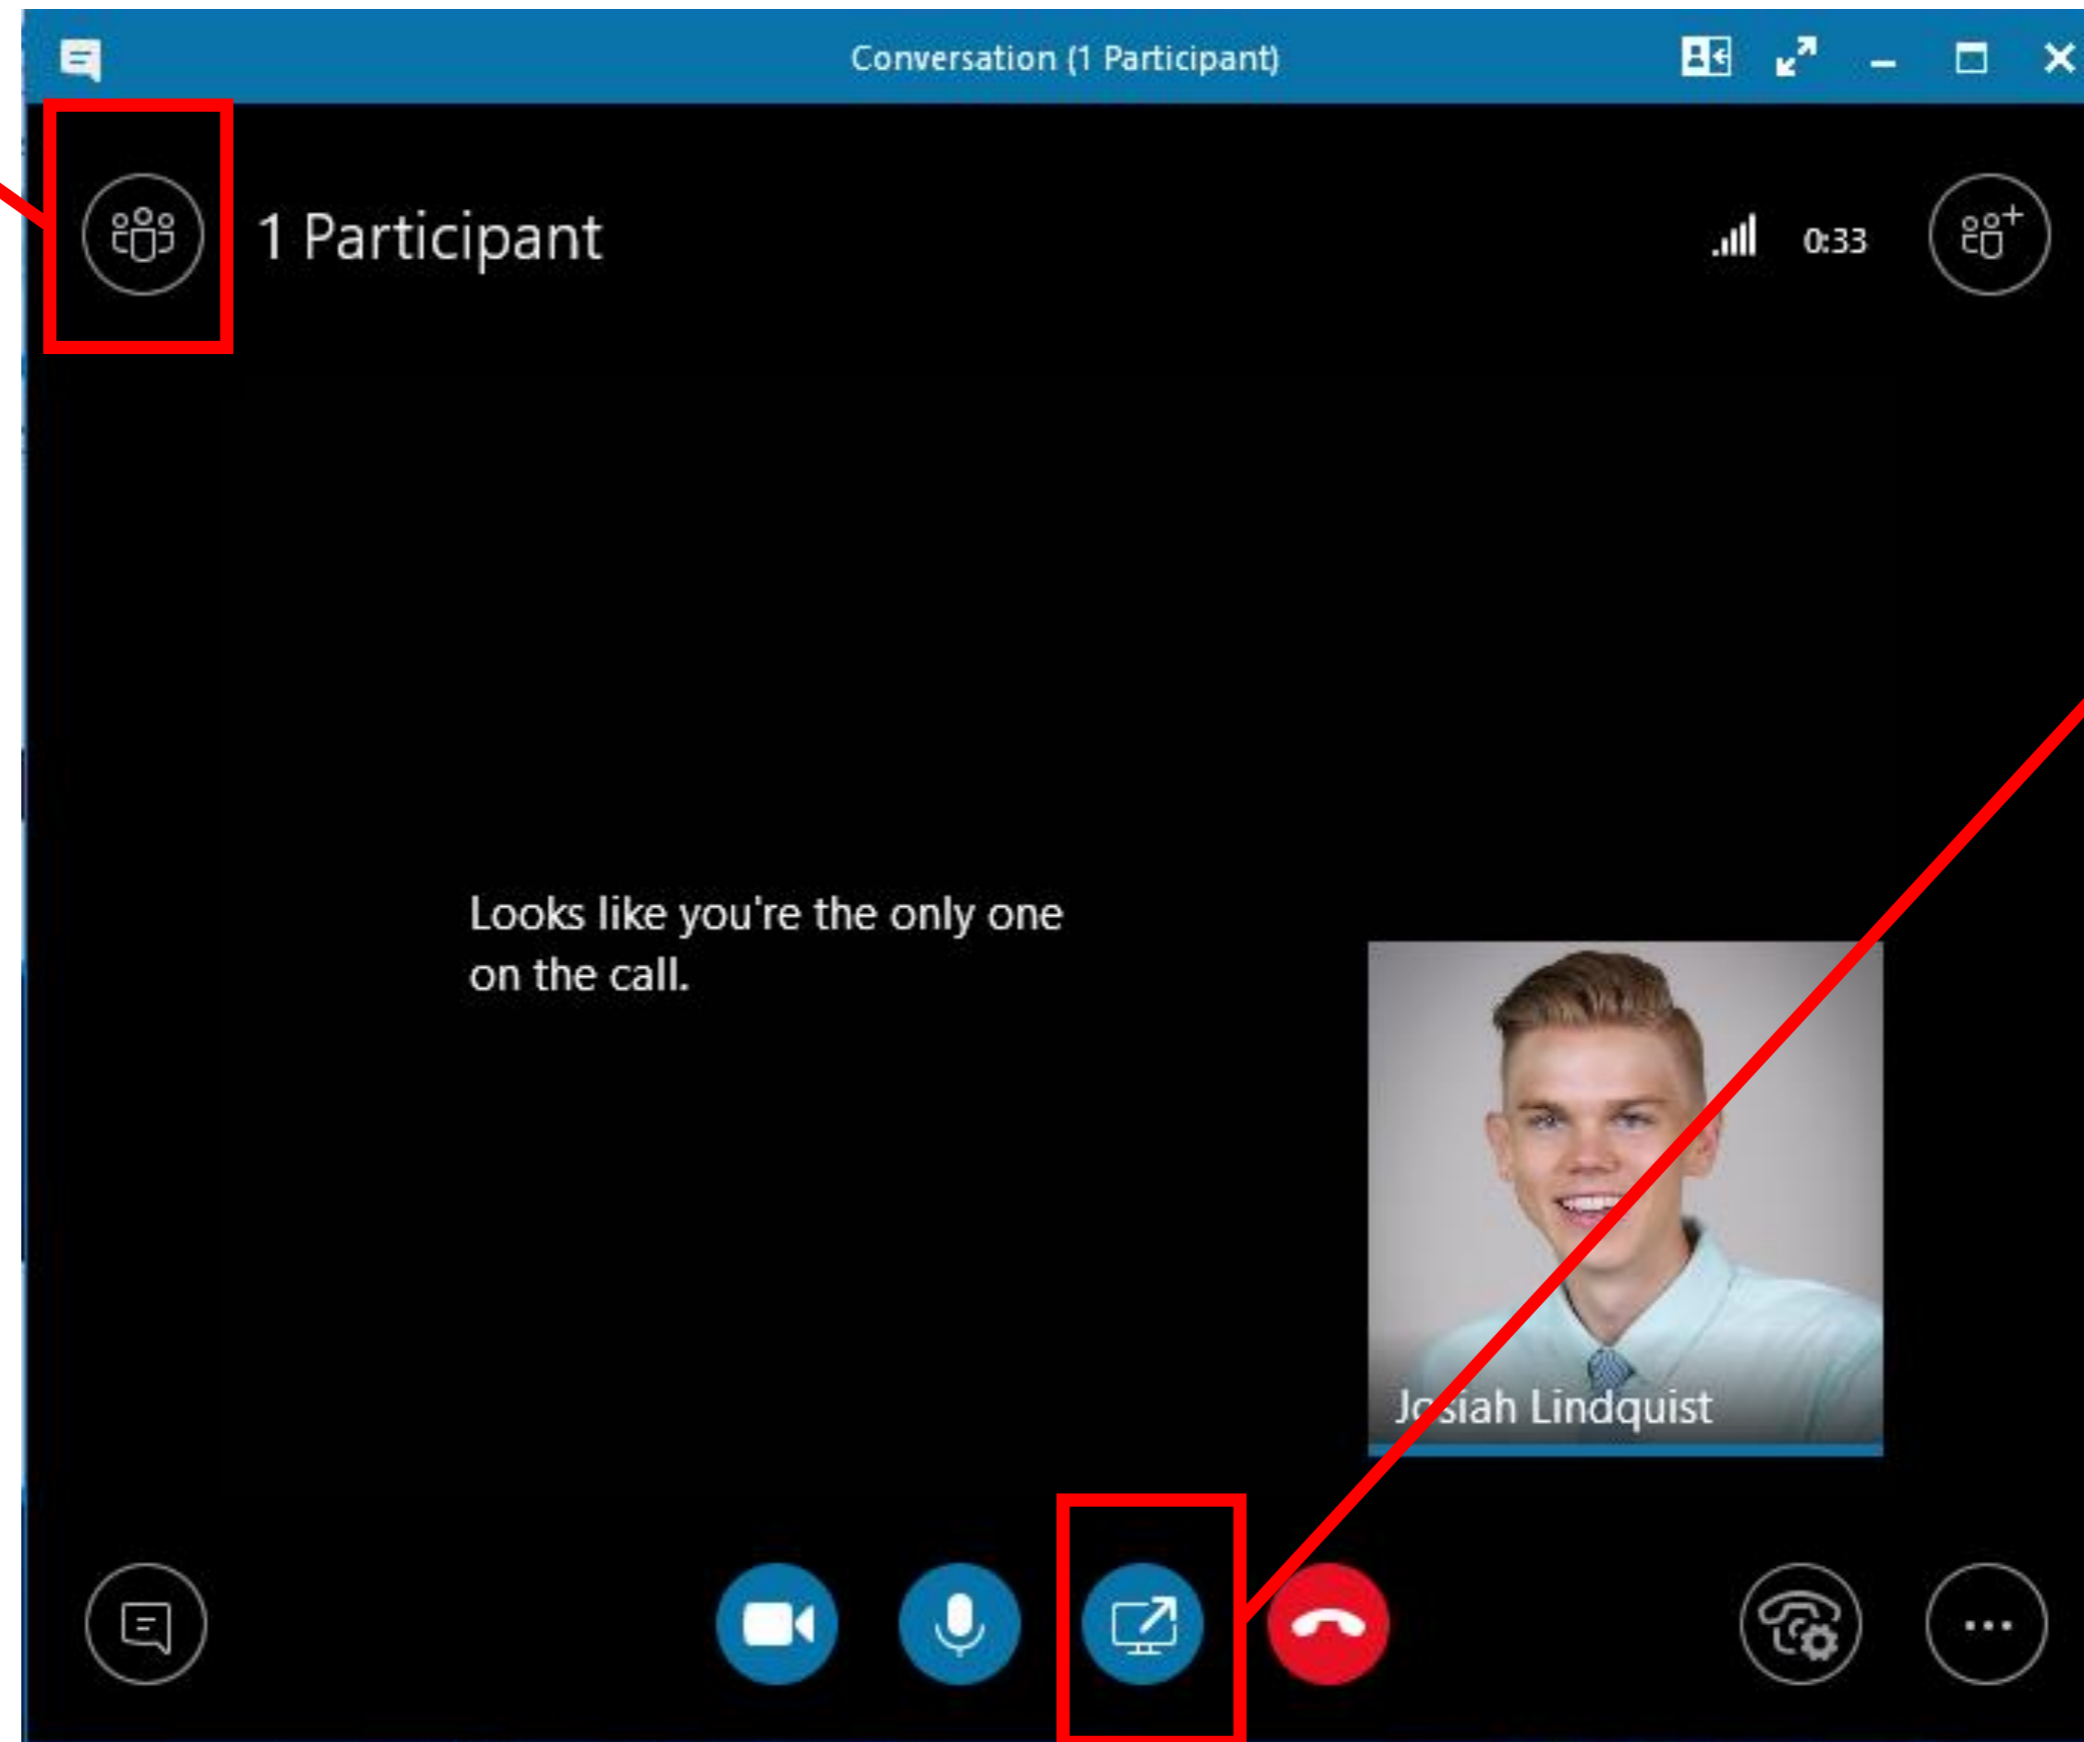 Conversation (1 Participant)
1 Participant
0:33
Looks like you're the only one
on the call.
Josiah Lindquist